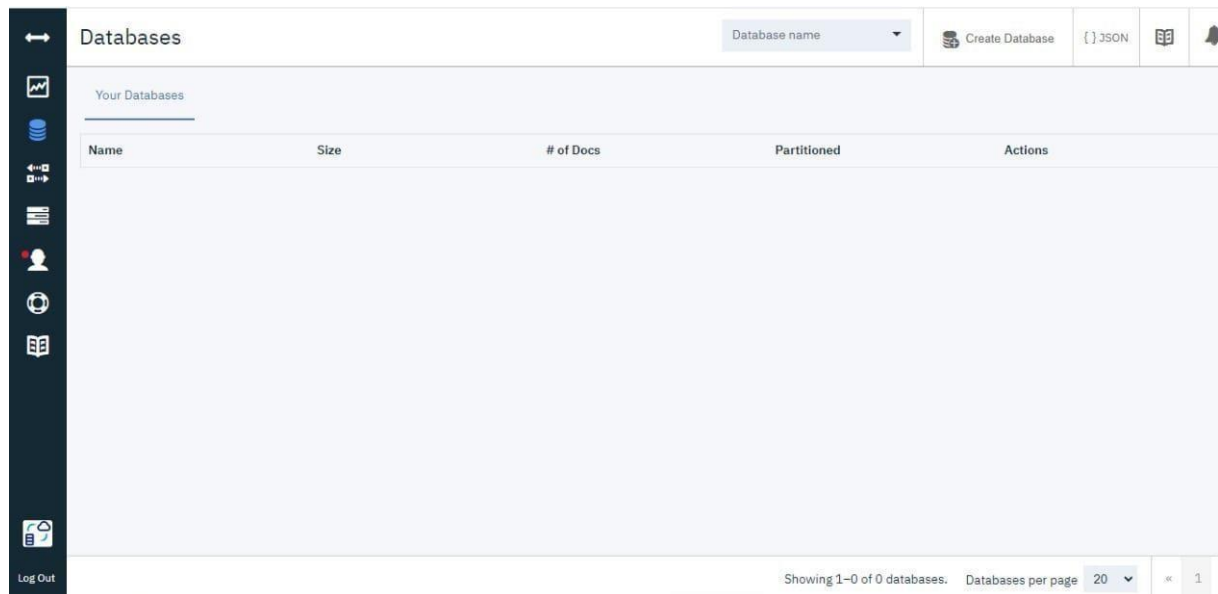 Databases
Database name
Create Database
{ } JSON
Your Databases
Name Size # of Docs Partitioned Actions
Log Out
Showing 1–0 of 0 databases. Databases per page 20 « 1